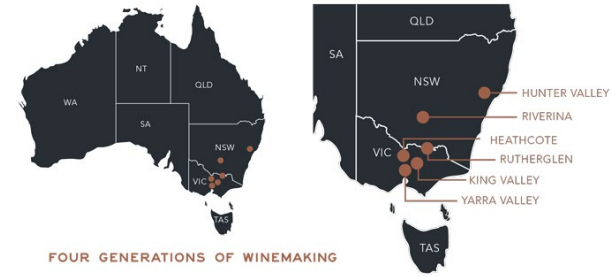 NT
QLD
WA
SA
NSW
VIC
TAS
FOUR GENERATIONS OF WINEMAKING
QLD
SA
NSW
HUNTER VALLEY
RIVERINA
HEATHCOTE
VIC
RUTHERGLEN
KING VALLEY
YARRA VALLEY
TAS